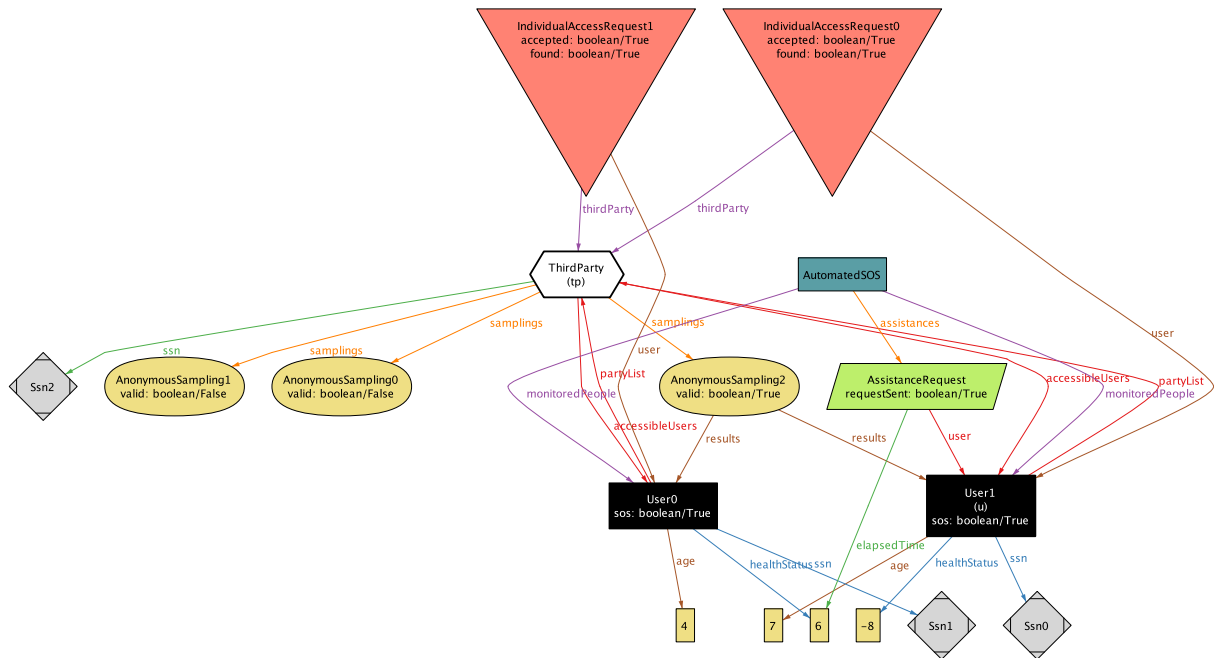 IndividualAccessRequest1
accepted: boolean/True
found: boolean/True
IndividualAccessRequest0
accepted: boolean/True
found: boolean/True
thirdParty
thirdParty
ThirdParty
(tp)
AutomatedSOS
samplings
samplings
assistances
user
ssn
samplings
user
Ssn2
AnonymousSampling1
valid: boolean/False
AnonymousSampling0
valid: boolean/False
partyList
AnonymousSampling2
valid: boolean/True
AssistanceRequest
requestSent: boolean/True
accessibleUsers
partyList
monitoredPeople
monitoredPeople
accessibleUsers
results
results
user
User0
sos: boolean/True
User1
(u)
sos: boolean/True
elapsedTime
age
healthStatus
ssn
age
healthStatus
ssn
4
7
6
-8
Ssn1
Ssn0